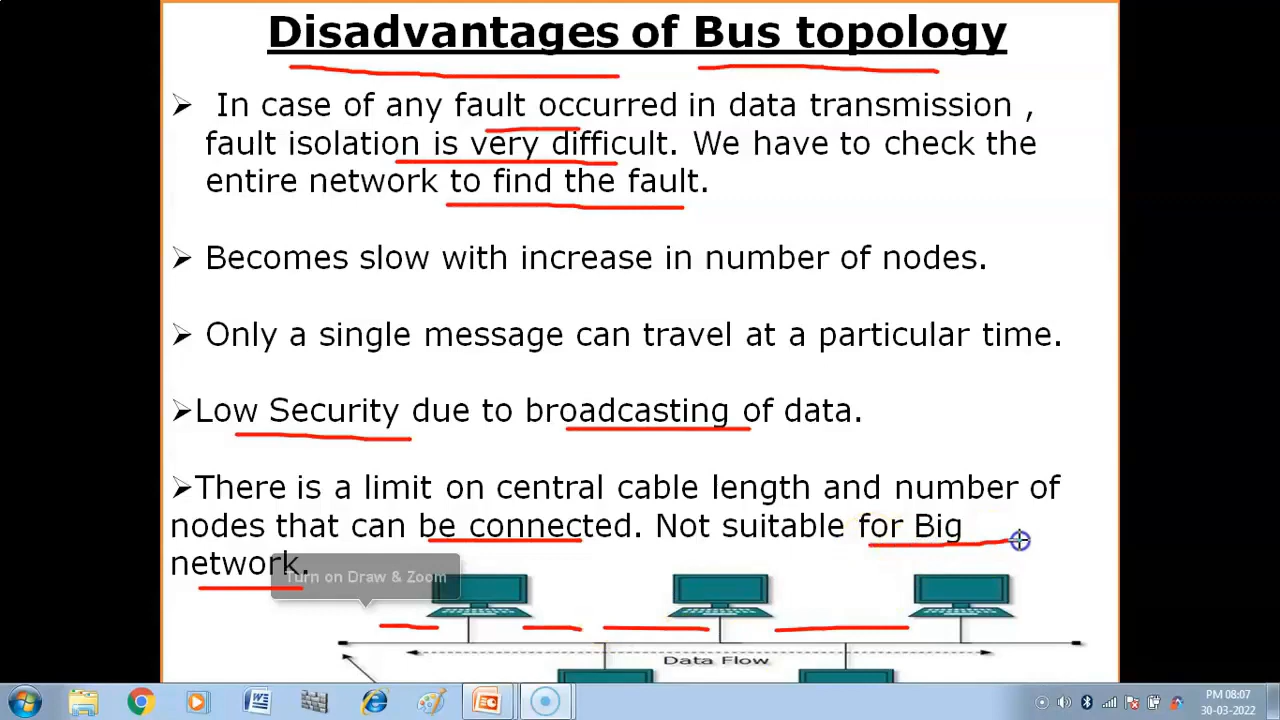 Disadvantages of Bus topology
➢ In case of any fault occurred in data transmission ,
fault isolation is very difficult. We have to check the
entire network to find the fault.
➢ Becomes slow with increase in number of nodes.
➢ Only a single message can travel at a particular time.
➢Low Security due to broadcasting of data.
➢There is a limit on central cable length and number of
nodes that can be connected. Not suitable for Big
network.
Turn on Draw & Zoom
Data Flow
PM 08:07
30-03-2022